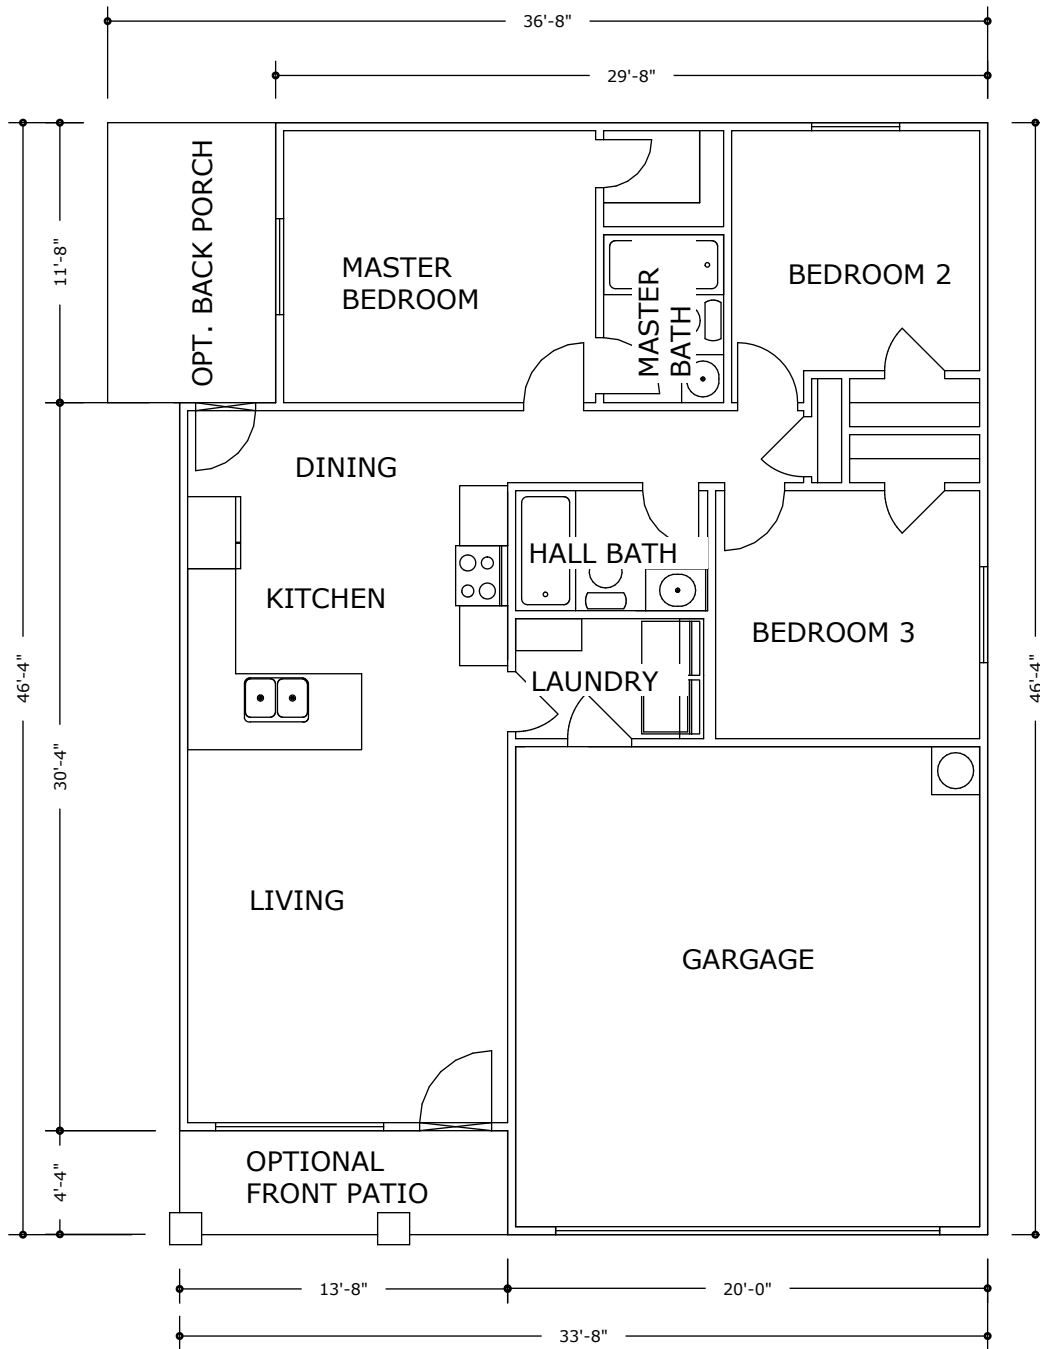 36'-8"
29'-8"
OPT. BACK PORCH
MASTER
BEDROOM
MASTER
BATH
BEDROOM 2
11'-8"
DINING
HALL BATH
KITCHEN
BEDROOM 3
LAUNDRY
46'-4"
46'-4"
30'-4"
LIVING
GARGAGE
OPTIONAL
FRONT PATIO
4'-4"
13'-8"
20'-0"
33'-8"